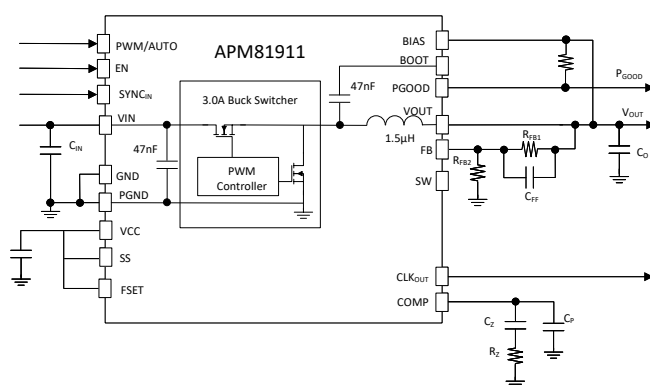 APM81911
PWM/AUTO
EN
SYNCIN
VIN
CIN
GND
PGND
VCC
SS
FSET
47nF
3.0A Buck Switcher
PWM
Controller
47nF
1.5µH
BIAS
BOOT
PGOOD
VOUT
FB
SW
CLKOUT
COMP
PGOOD
VOUT
RFB1
RFB2
CFF
CO
CZ
CP
RZ